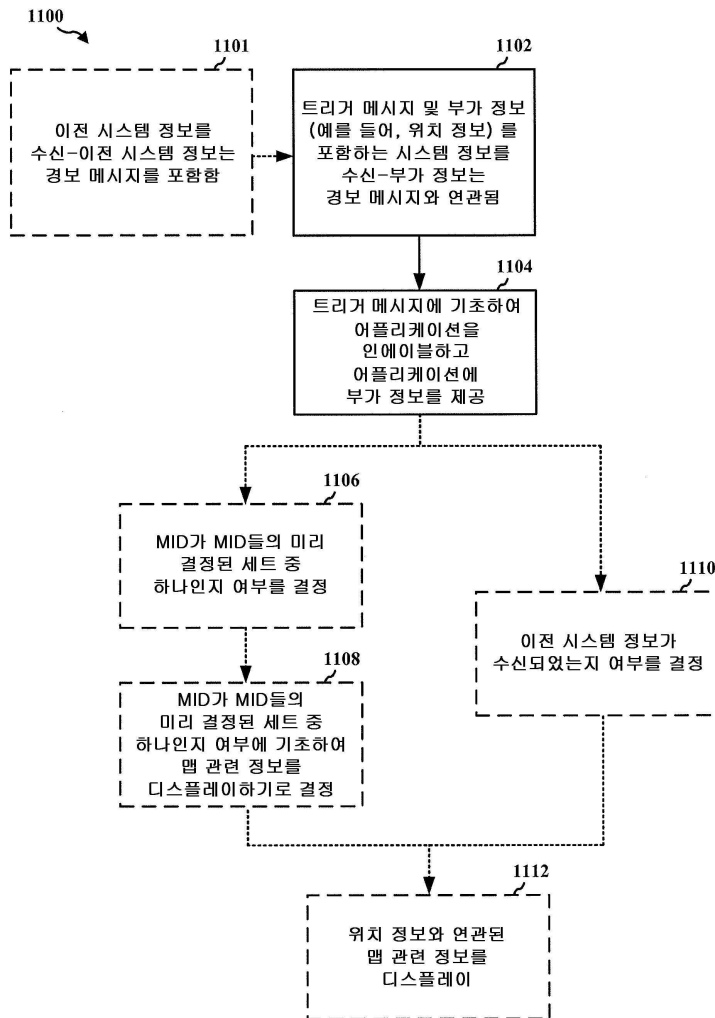 1100
1101
이전 시스템 정보를
수신-이전 시스템 정보는
경보 메시지를 포함함
1102
트리거 메시지 및 부가 정보
(예를 들어, 위치 정보) 를
포함하는 시스템 정보를
수신-부가 정보는
경보 메시지와 연관됨
1104
트리거 메시지에 기초하여
어플리케이션을
인에이블하고
어플리케이션에
부가 정보를 제공
1106
MID가 MID들의 미리
결정된 세트 중
하나인지 여부를 결정
1110
이전 시스템 정보가
수신되었는지 여부를 결정
1108
MID가 MID들의
미리 결정된 세트 중
하나인지 여부에 기초하여
맵 관련 정보를
디스플레이하기로 결정
1112
위치 정보와 연관된
맵 관련 정보를
디스플레이